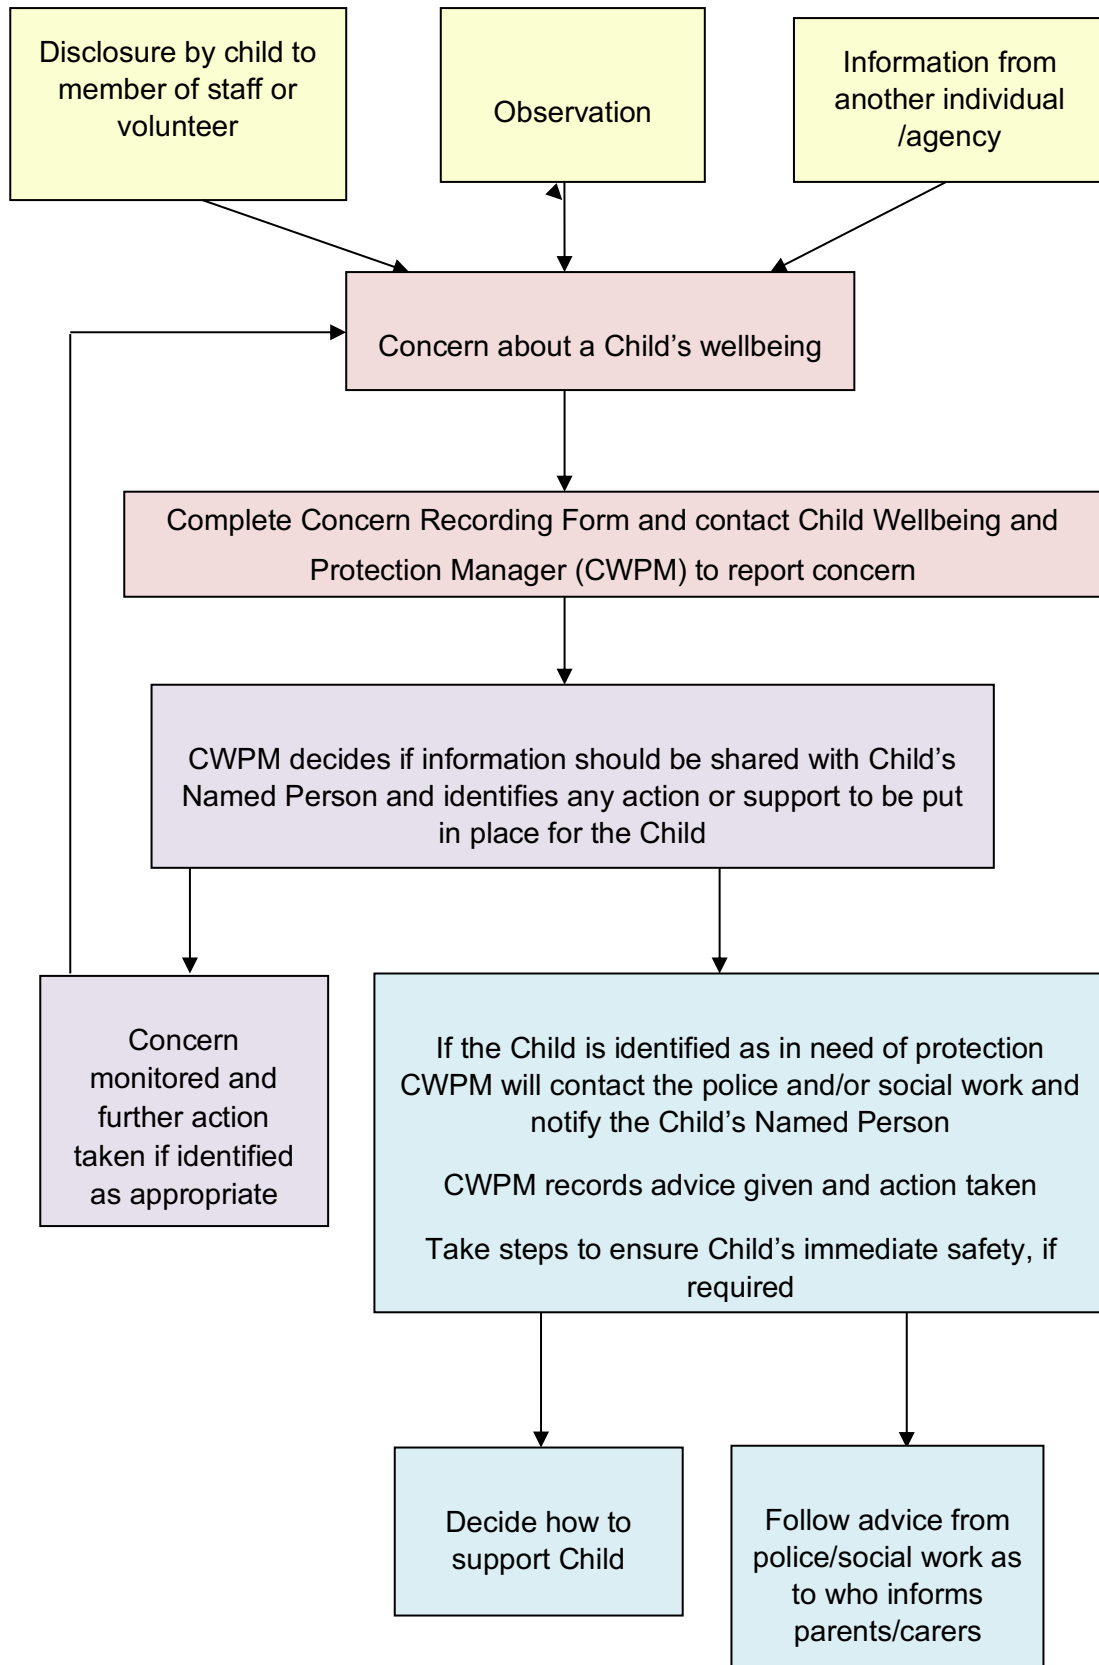 Disclosure by child to
member of staff or
volunteer
Observation
Information from
another individual
/agency
Concern about a Child’s wellbeing
Complete Concern Recording Form and contact Child Wellbeing and
Protection Manager (CWPM) to report concern
CWPM decides if information should be shared with Child’s
Named Person and identifies any action or support to be put
in place for the Child
Concern
monitored and
further action
taken if identified
as appropriate
If the Child is identified as in need of protection
CWPM will contact the police and/or social work and
notify the Child’s Named Person
CWPM records advice given and action taken
Take steps to ensure Child’s immediate safety, if
required
Decide how to
support Child
Follow advice from
police/social work as
to who informs
parents/carers